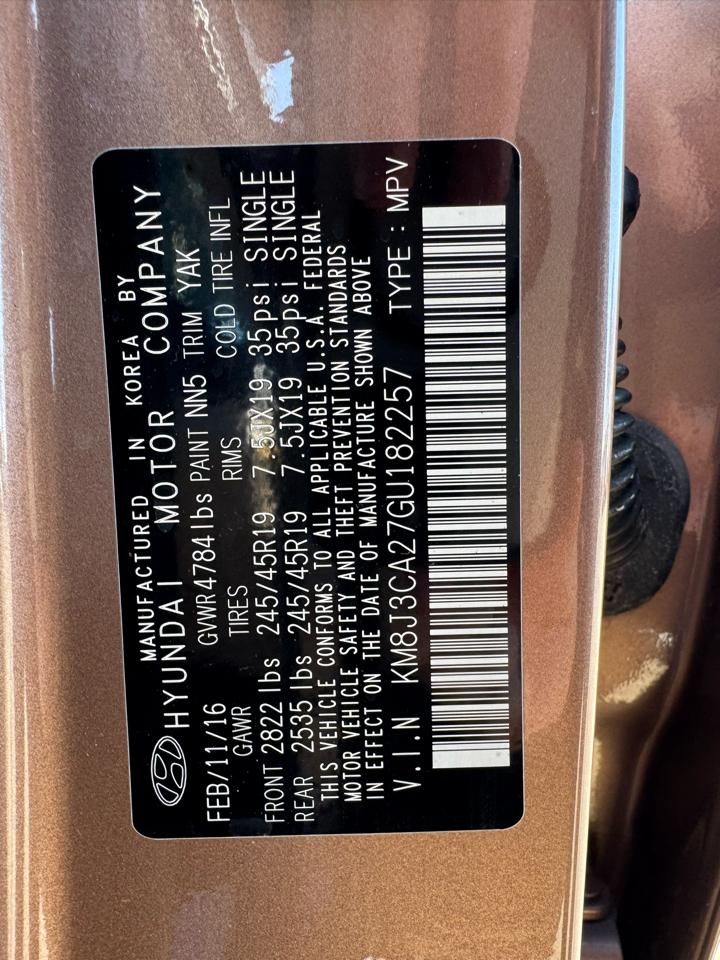 MANUFACTURED IN KOREA BY
HYUNDAI MOTOR COMPANY
FEB/11/16 GVWR 4784 lbs PAINT NN5 TRIM YAK
GAWR TIRES RIMS COLD TIRE INFL
FRONT 2822 lbs 245/45R19 7.5JX19 35psi SINGLE
REAR 2535 lbs 245/45R19 7.5JX19 35psi SINGLE
THIS VEHICLE CONFORMS TO ALL APPLICABLE U.S.A. FEDERAL
MOTOR VEHICLE SAFETY AND THEFT PREVENTION STANDARDS
IN EFFECT ON THE DATE OF MANUFACTURE SHOWN ABOVE
V.I.N KM8J3CA27GU182257 TYPE : MPV